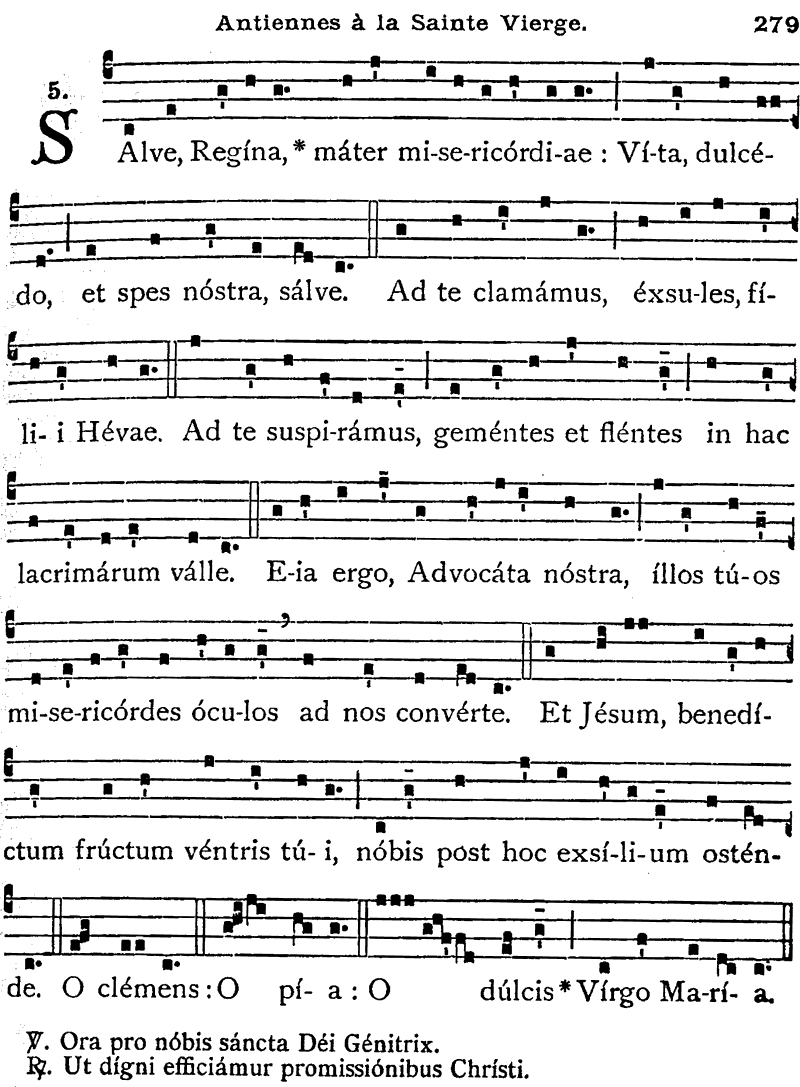 Antiennes à la Sainte Vierge. 279
5.
SAlve, Regína, * máter mi-se-ricórdi-ae : Ví-ta, dulcé-
do, et spes nóstra, sálve. Ad te clamámus, éxsu-les, fí-
li- i Hévae. Ad te suspi-rámus, geméntes et fléntes in hac
lacrimárum válle. E-ia ergo, Advocáta nóstra, íllos tú-os
mi-se-ricórdes ócu-los ad nos convérte. Et Jésum, benedí-
ctum frúctum véntris tú- i, nóbis post hoc exsí-li-um ostén-
de. O clémens : O pí- a : O dúlcis * Vírgo Ma-rí- a.
℣. Ora pro nóbis sáncta Déi Génitrix.
℟. Ut dígni efficiámur promissiónibus Chrísti.